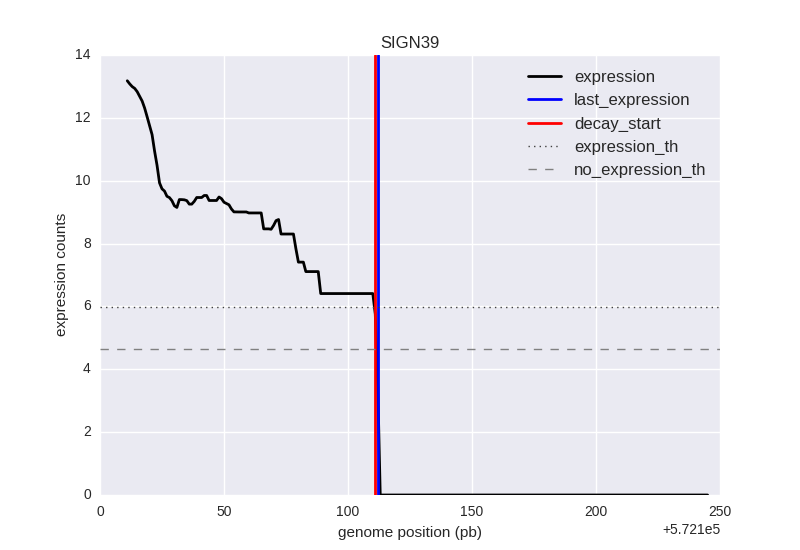 SIGN39
14
12
10
8
6
4
2
0
expression counts
expression
last_expression
decay_start
expression_th
no_expression_th
0 50 100 150 200 250
genome position (pb)
+5.721e5